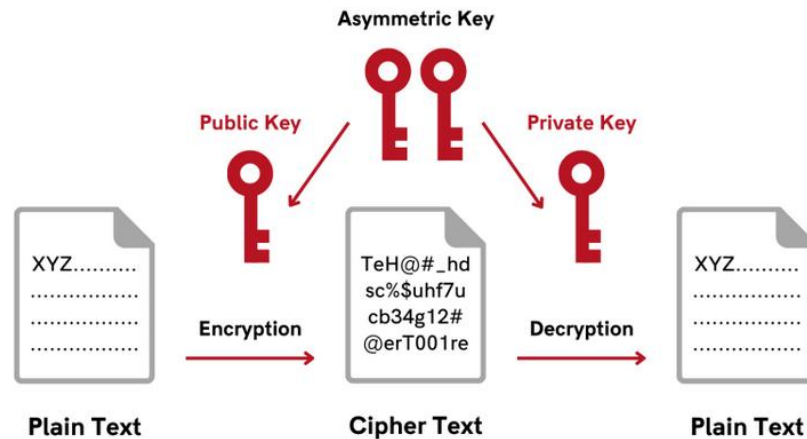 Asymmetric Key
Public Key
Private Key
XYZ..........
................
................
................
Encryption
TeH@#_hd
sc%$uhf7u
cb34g12#
@erT001re
Decryption
XYZ..........
................
................
................
Plain Text
Cipher Text
Plain Text